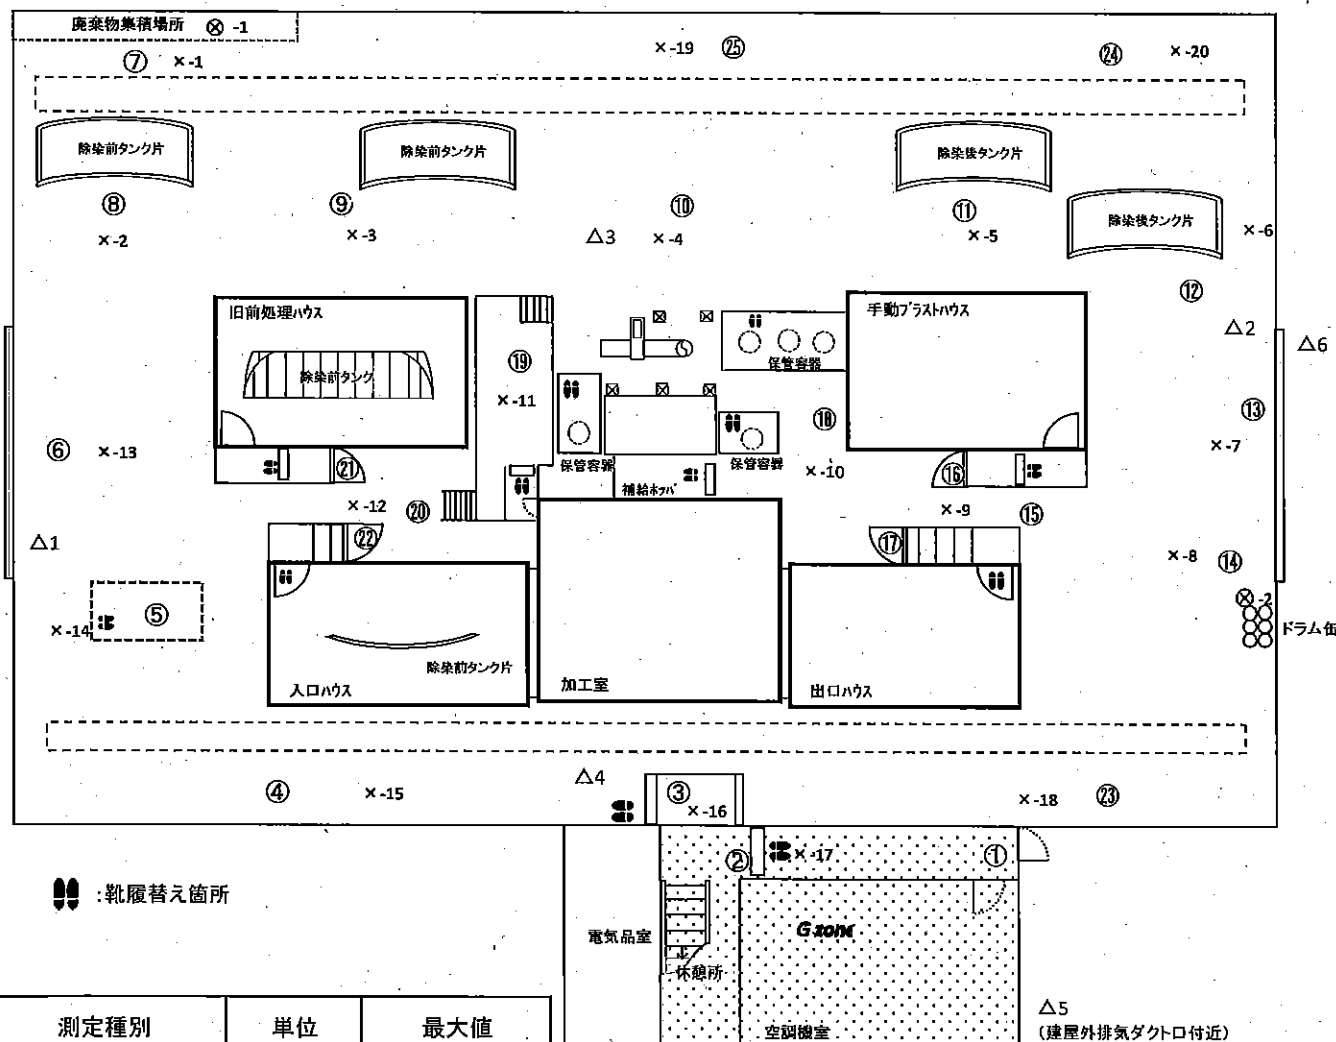 廃棄物集積場所 ⊗ -1
⑦ ×-1
×-19 ㉕
㉔ ×-20
除染前タンク片
除染前タンク片
除染後タンク片
除染後タンク片
⑧
×-2
⑨
×-3
⑩
△3 ×-4
⑪
×-5
×-6
⑫
△2
△6
旧前処理ハウス
除染前タンク
⑲
×-11
保管容器
手動ブラストハウス
⑱
⑬
×-7
⑥ ×-13
㉑
保管容器
補給ホッパ
保管容器
×-10
⑯
×-12 ⑳
㉒
×-9
⑮
⑰
×-8 ⑭
△1
⑤
×-14
⊗-2
ドラム缶
除染前タンク片
入口ハウス
加工室
出口ハウス
④ ×-15
△4
③
×-16
×-18 ㉓
② ×-17
①
:靴履替え箇所
電気品室
G zone
休憩所
空調機室
△5
(建屋外排気ダクト口付近)
測定種別 単位 最大値